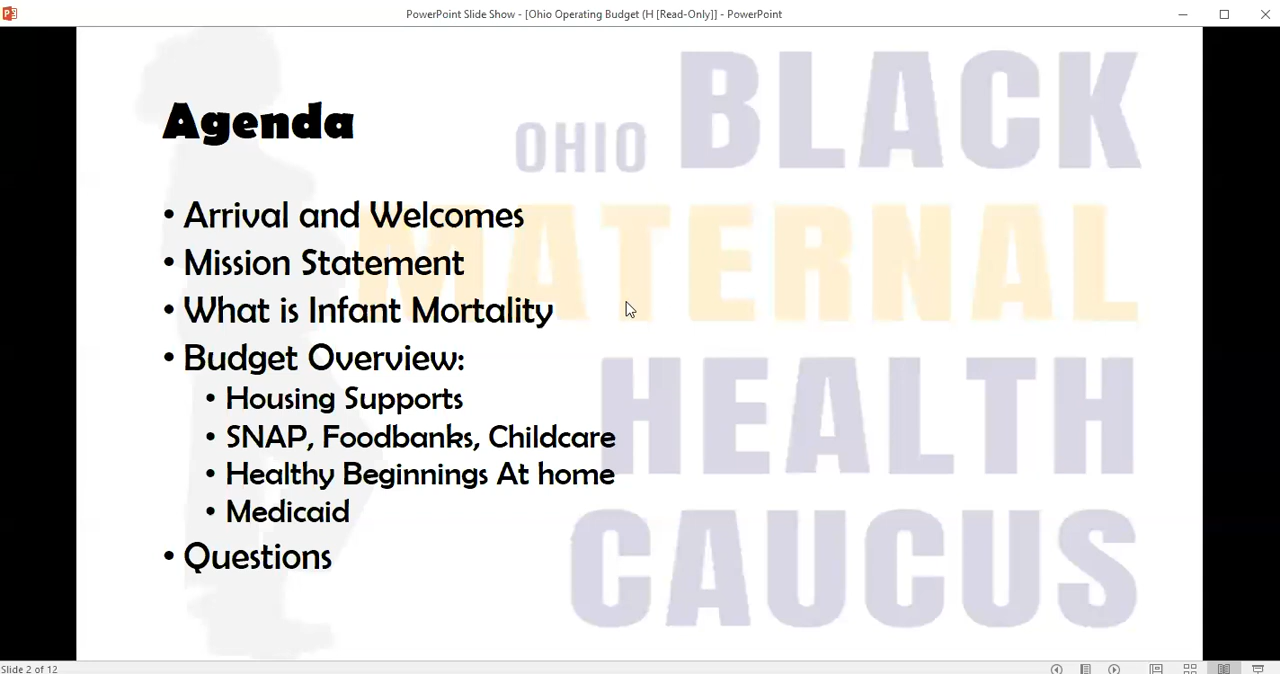 PowerPoint Slide Show - [Ohio Operating Budget (H [Read-Only]] - PowerPoint
Agenda
OHIO BLACK
MATERNAL
HEALTH
CAUCUS
• Arrival and Welcomes
• Mission Statement
• What is Infant Mortality
• Budget Overview:
• Housing Supports
• SNAP, Foodbanks, Childcare
• Healthy Beginnings At home
• Medicaid
• Questions
Slide 2 of 12